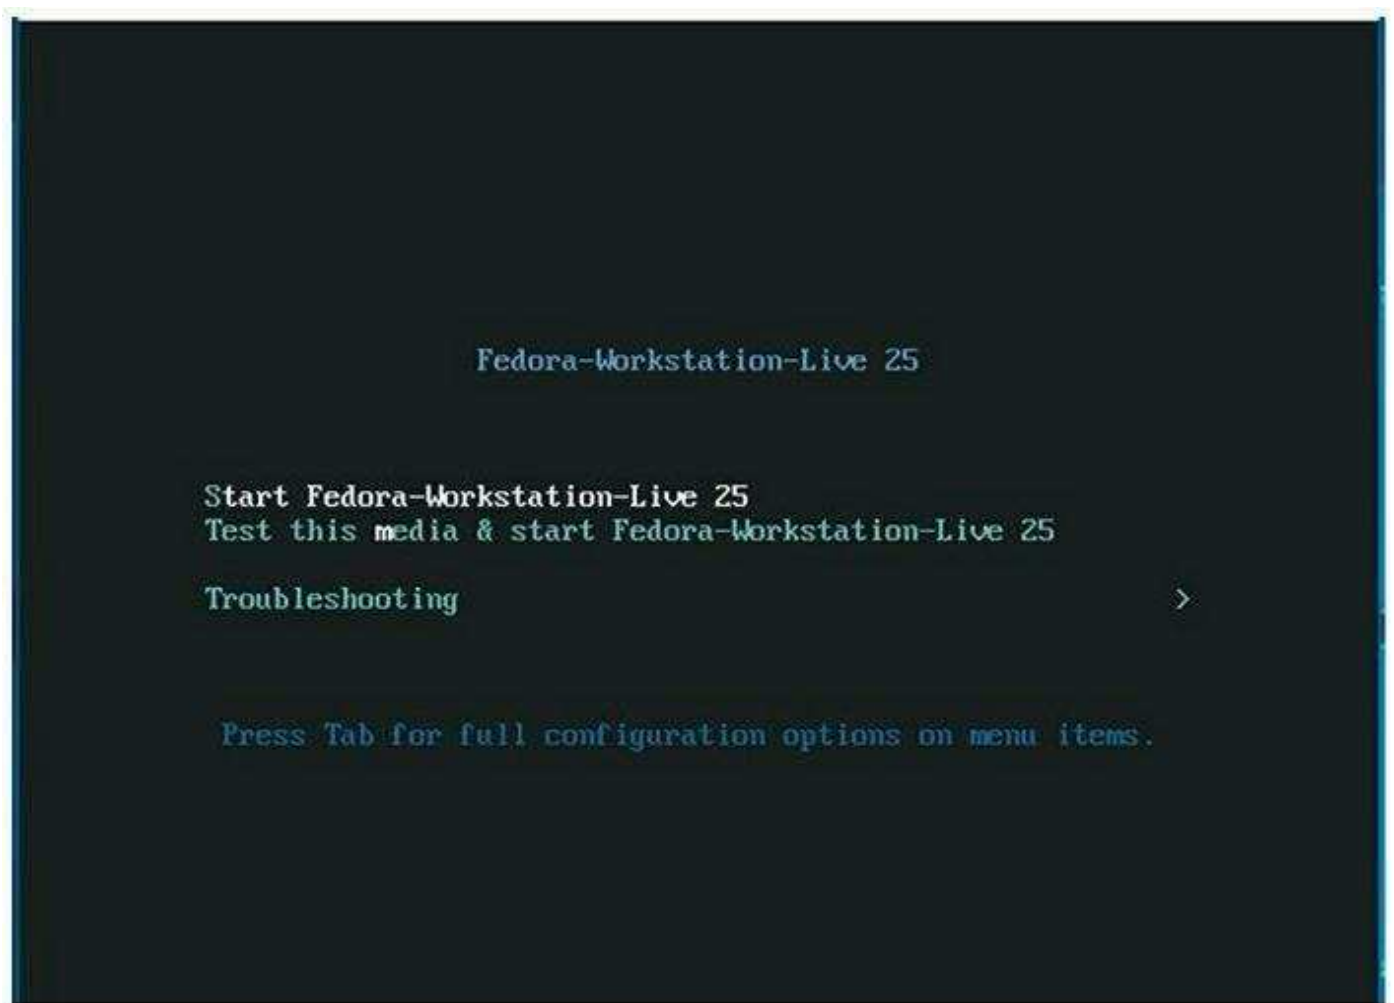 Fedora-Workstation-Live 25
Start Fedora-Workstation-Live 25
Test this media & start Fedora-Workstation-Live 25
Troubleshooting >
Press Tab for full configuration options on menu items.